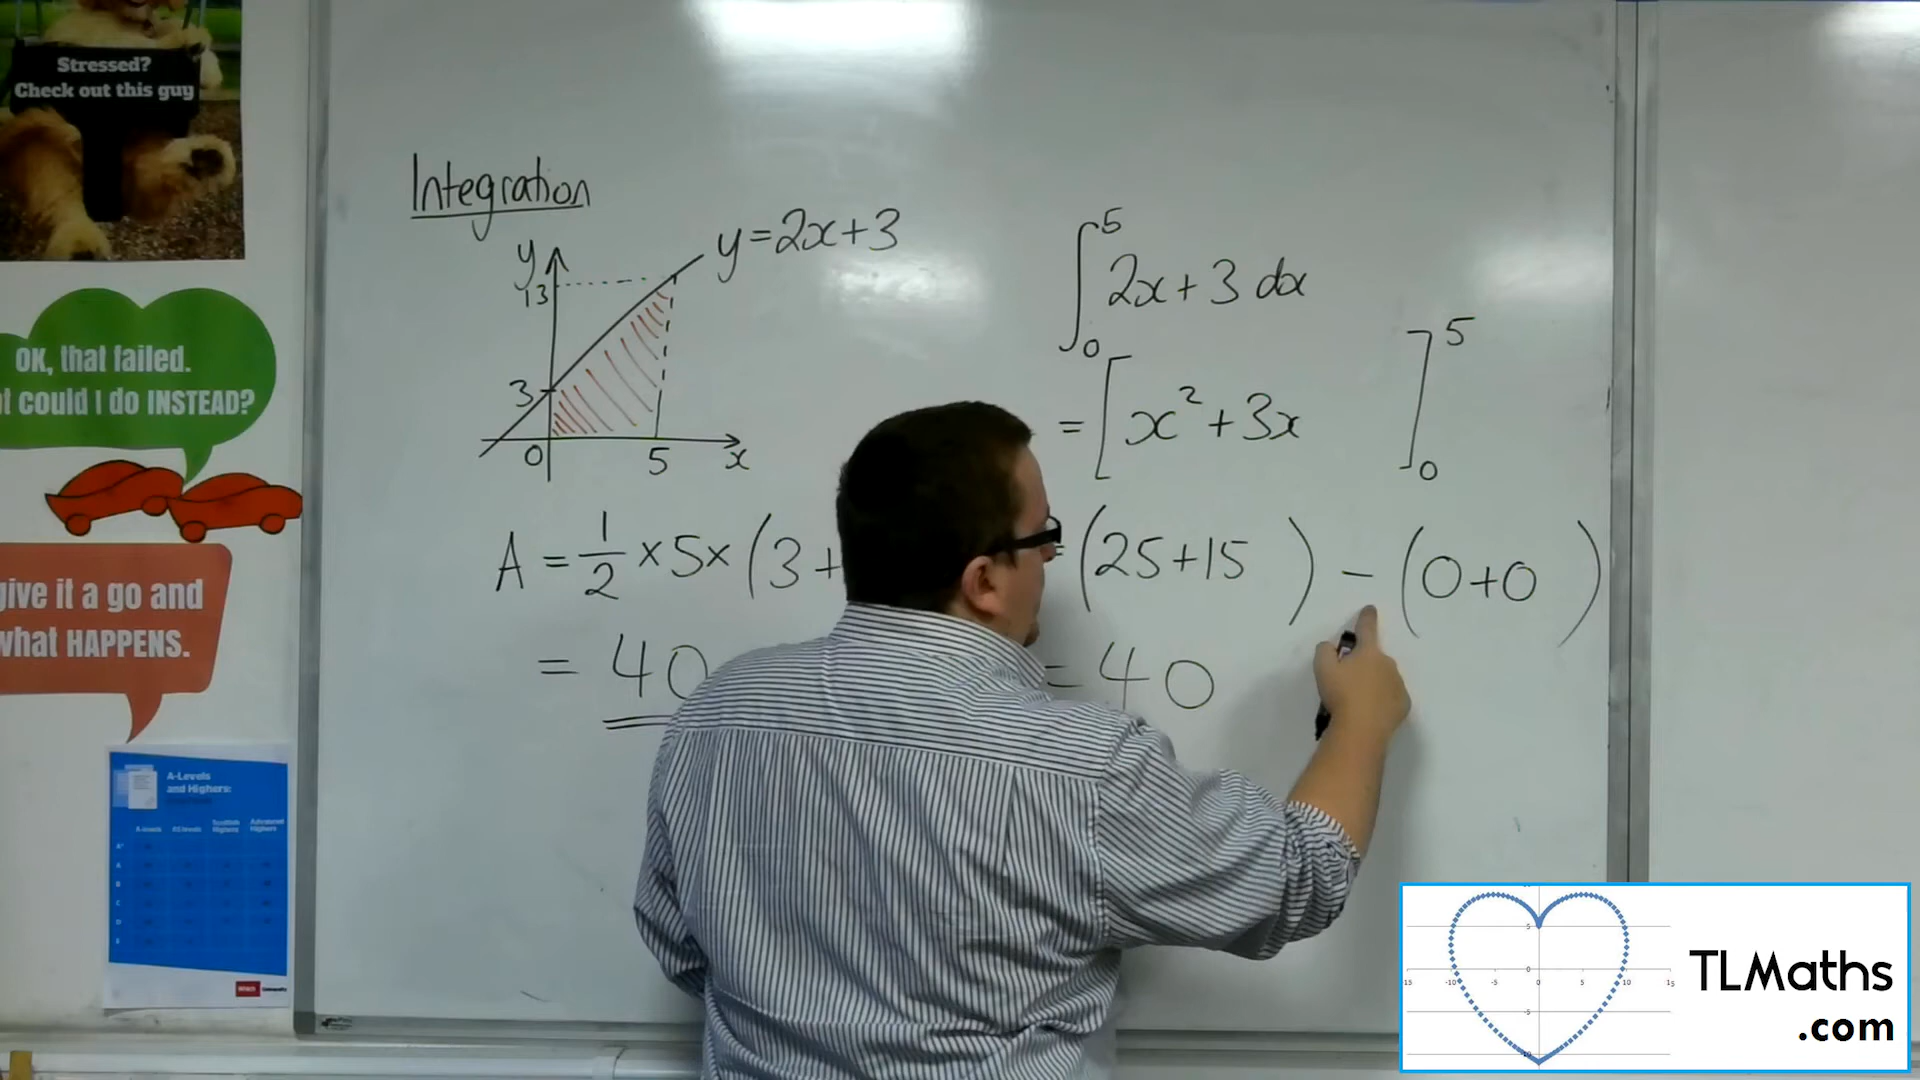 Stressed?
Check out this guy
OK, that failed.
could I do INSTEAD?
give it a go and
what HAPPENS.
A-Levels
and Highers:
Integration
y
13
3
0
5
x
y=2x+3
A = 1/2 ×5×(3+
= 40
∫₀⁵ 2x+3 dx
= [x²+3x]₀⁵
= (25+15) − (0+0)
= 40
TLMaths
.com